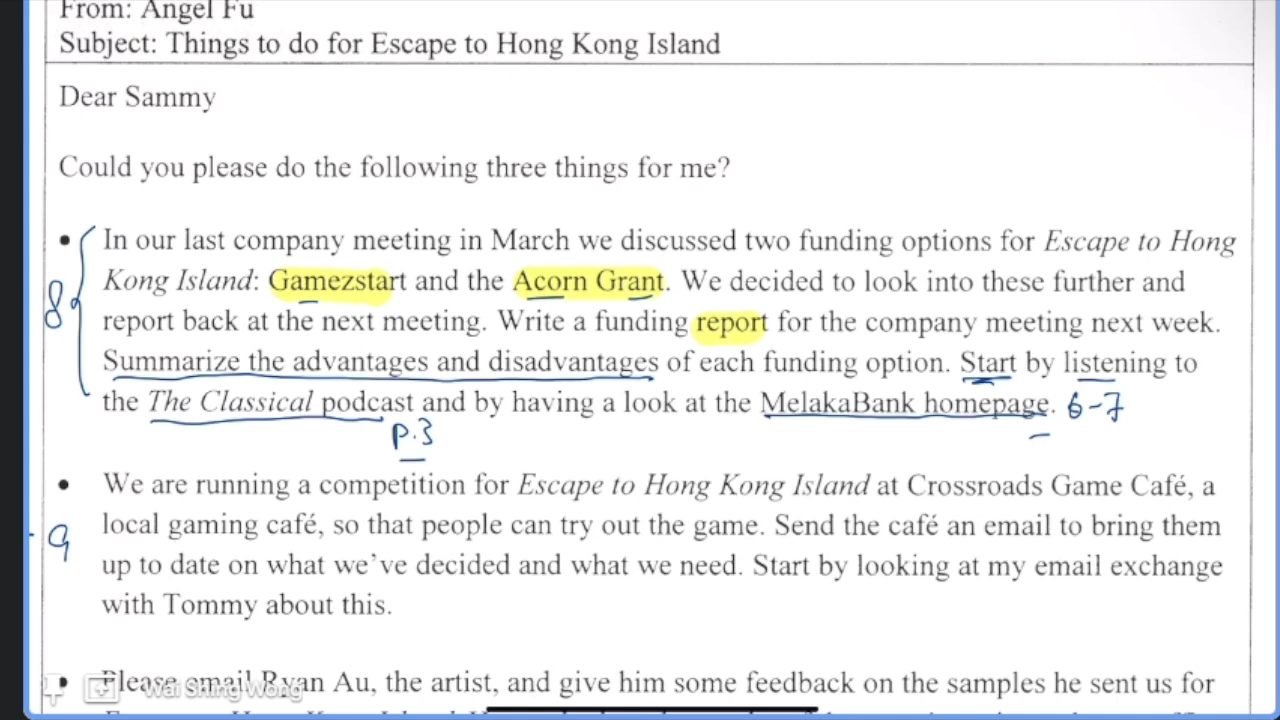 From: Angel Fu
Subject: Things to do for Escape to Hong Kong Island
Dear Sammy
Could you please do the following three things for me?
• In our last company meeting in March we discussed two funding options for Escape to Hong
Kong Island: Gamezstart and the Acorn Grant. We decided to look into these further and
8
report back at the next meeting. Write a funding report for the company meeting next week.
Summarize the advantages and disadvantages of each funding option. Start by listening to
the The Classical podcast and by having a look at the MelakaBank homepage. 6-7
p.3
• We are running a competition for Escape to Hong Kong Island at Crossroads Game Café, a
local gaming café, so that people can try out the game. Send the café an email to bring them
9
up to date on what we've decided and what we need. Start by looking at my email exchange
with Tommy about this.
• Please email Ryan Au, the artist, and give him some feedback on the samples he sent us for
Wai Shing Wong